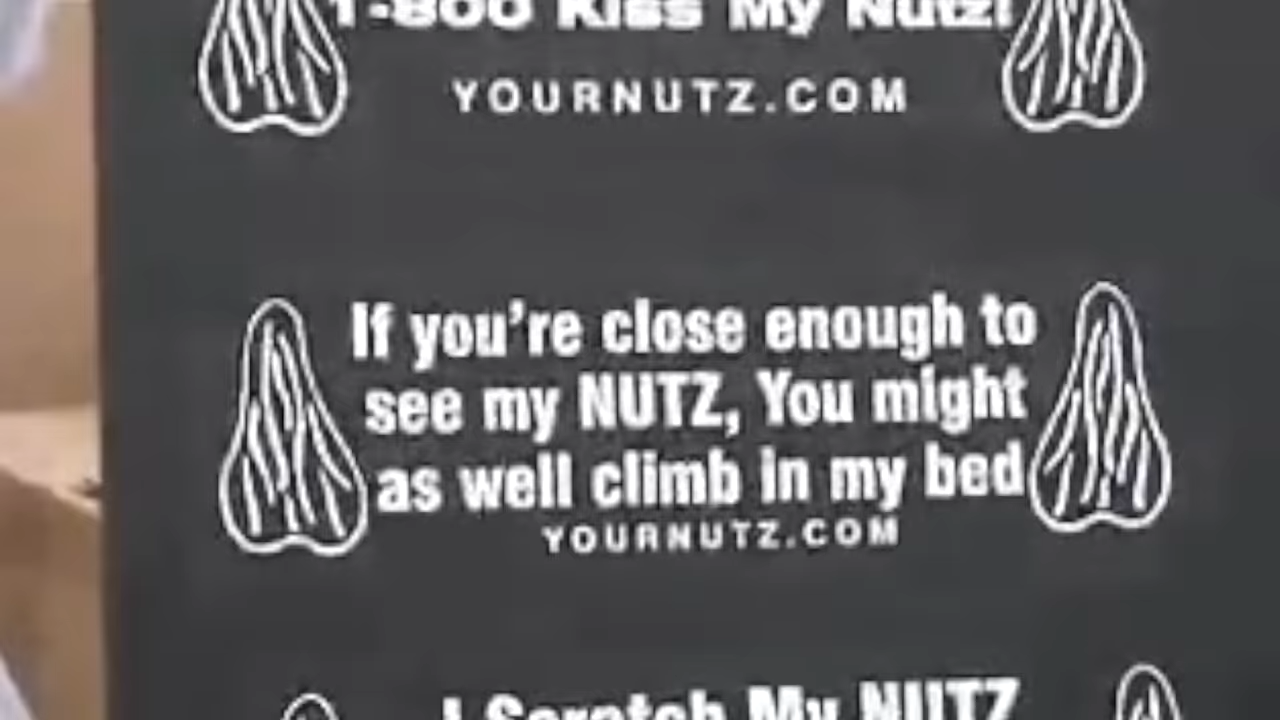 1-800 Kiss My Nutz!
YOURNUTZ.COM
If you're close enough to
see my NUTZ, You might
as well climb in my bed
YOURNUTZ.COM
I Scratch My NUTZ